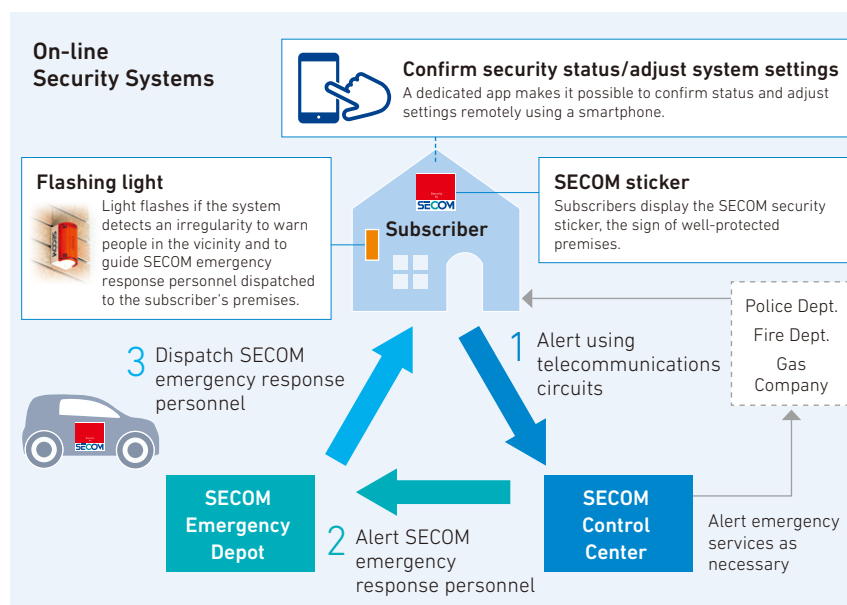 On-line
Security Systems
Confirm security status/adjust system settings
A dedicated app makes it possible to confirm status and adjust
settings remotely using a smartphone.
Flashing light
Light flashes if the system
detects an irregularity to warn
people in the vicinity and to
guide SECOM emergency
response personnel dispatched
to the subscriber's premises.
SECOM
SECOM
Subscriber
SECOM sticker
Subscribers display the SECOM security
sticker, the sign of well-protected
premises.
Police Dept.
Fire Dept.
Gas
Company
1 Alert using
telecommunications
circuits
3 Dispatch SECOM
emergency response
personnel
SECOM
SECOM
Emergency
Depot
2 Alert SECOM
emergency
response personnel
SECOM
Control
Center
Alert emergency
services as
necessary